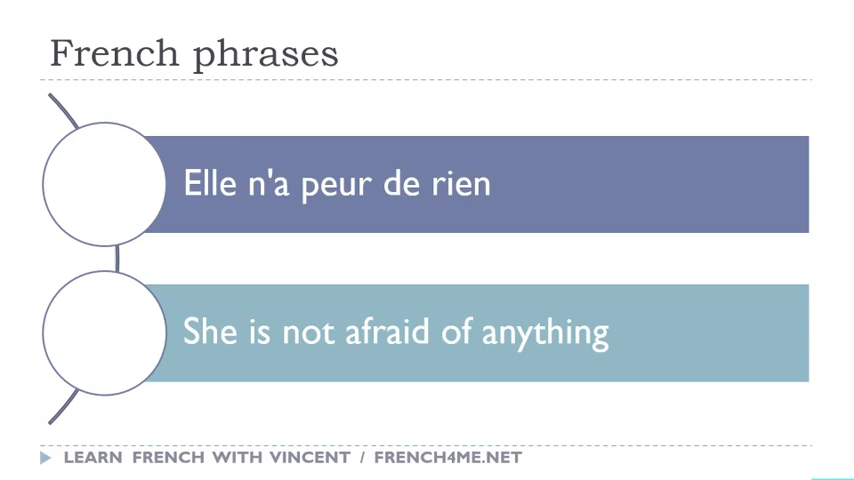 French phrases
Elle n'a peur de rien
She is not afraid of anything
LEARN FRENCH WITH VINCENT / FRENCH4ME.NET